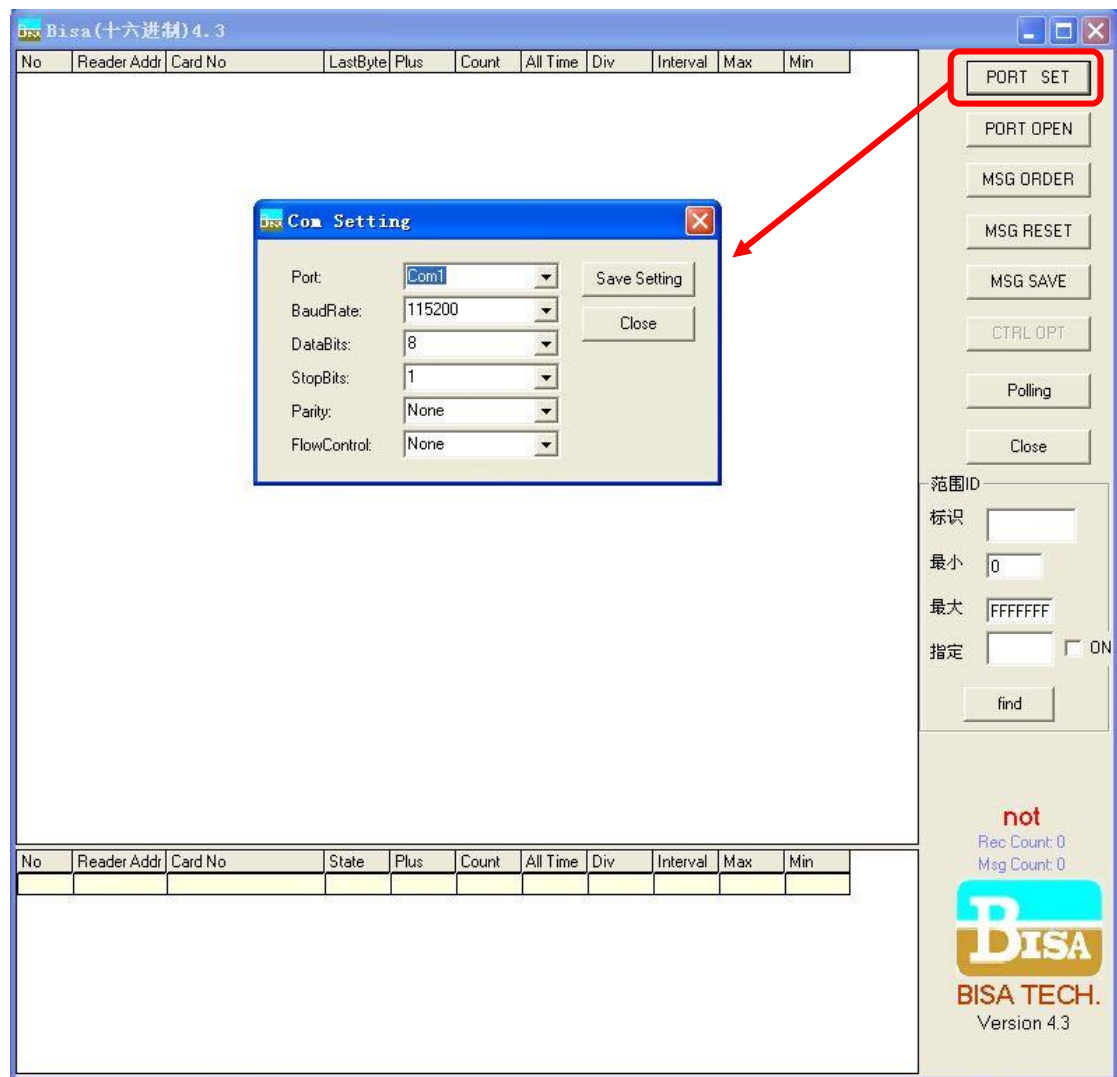 Bisa Bisa(十六进制)4.3
No Reader Addr Card No LastByte Plus Count All Time Div Interval Max Min
PORT SET
PORT OPEN
MSG ORDER
MSG RESET
MSG SAVE
CTRL OPT
Polling
Close
Bisa Com Setting
Port: Com1 Save Setting
BaudRate: 115200 Close
DataBits: 8
StopBits: 1
Parity: None
FlowControl: None
范围ID
标识
最小 0
最大 FFFFFFF
指定 ON
find
not
Rec Count: 0
Msg Count: 0
No Reader Addr Card No State Plus Count All Time Div Interval Max Min
BISA
BISA TECH.
Version 4.3